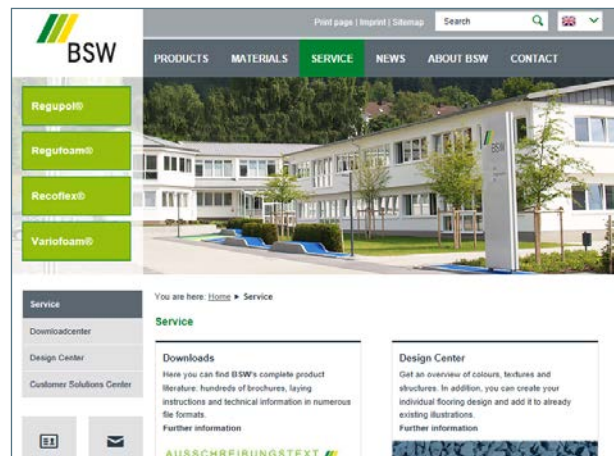 Print page | Imprint | Sitemap
Search
BSW
PRODUCTS MATERIALS SERVICE NEWS ABOUT BSW CONTACT
Regupol®
Regufoam®
Recoflex®
Variofoam®
BSW
You are here: Home ► Service
Service
Downloadcenter
Design Center
Customer Solutions Center
Service
Downloads
Here you can find BSW's complete product
literature: hundreds of brochures, laying
instructions and technical information in numerous
file formats.
Further information
AUSSCHREIBUNGSTEXT
Design Center
Get an overview of colours, textures and
structures. In addition, you can create your
individual flooring design and add it to already
existing illustrations.
Further information